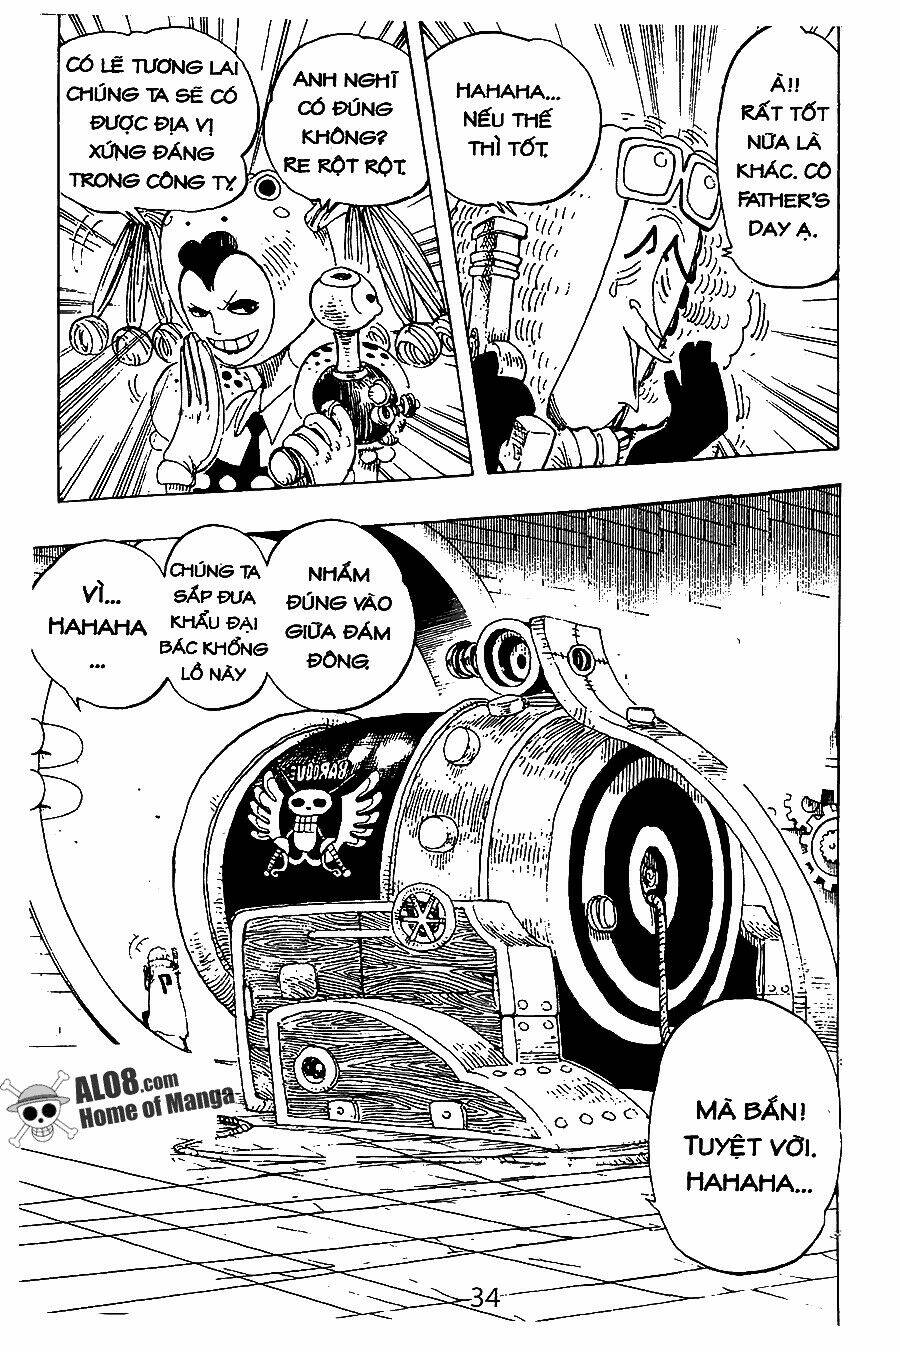 À!!
RẤT TỐT
NỮA LÀ
KHÁC. CÔ
FATHER'S
DAY Ạ.
HAHAHA...
NẾU THẾ
THÌ TỐT.
ANH NGHĨ
CÓ ĐÚNG
KHÔNG?
RE RỘT RỘT.
CÓ LẼ TƯƠNG LAI
CHÚNG TA SẼ CÓ
ĐƯỢC ĐỊA VỊ
XỨNG ĐÁNG
TRONG CÔNG TY.
NHẮM
ĐÚNG VÀO
GIỮA ĐÁM
ĐÔNG.
CHÚNG TA
SẮP ĐƯA
KHẨU ĐẠI
BÁC KHỔNG
LỒ NÀY
VÌ...
HAHAHA
...
BAROQUE
P
MÀ BẮN!
TUYỆT VỜI.
HAHAHA...
ALO8.com
Home of Manga
34